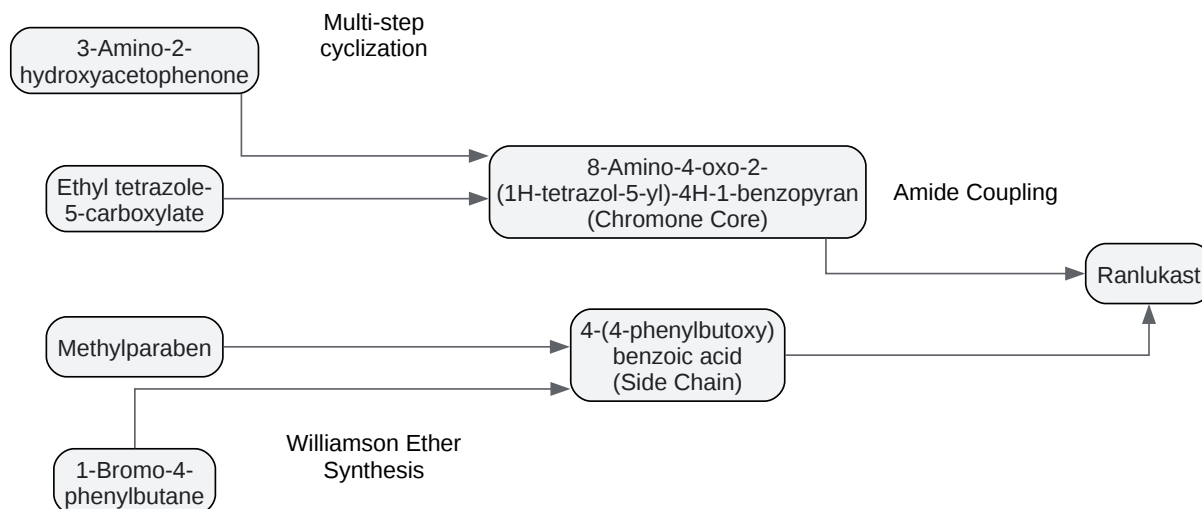 Multi-step
cyclization
3-Amino-2-
hydroxyacetophenone
Ethyl tetrazole-
5-carboxylate
8-Amino-4-oxo-2-
(1H-tetrazol-5-yl)-4H-1-benzopyran
(Chromone Core)
Amide Coupling
Ranlukast
Methylparaben
4-(4-phenylbutoxy)
benzoic acid
(Side Chain)
Williamson Ether
Synthesis
1-Bromo-4-
phenylbutane